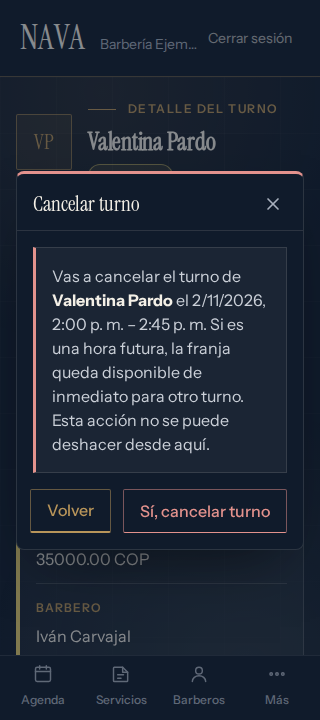 NAVA
Barbería Ejem...
Cerrar sesión
DETALLE DEL TURNO
VP
Valentina Pardo
Cancelar turno
Vas a cancelar el turno de
Valentina Pardo el 2/11/2026,
2:00 p. m. – 2:45 p. m. Si es
una hora futura, la franja
queda disponible de
inmediato para otro turno.
Esta acción no se puede
deshacer desde aquí.
Volver
Sí, cancelar turno
35000.00 COP
BARBERO
Iván Carvajal
Agenda
Servicios
Barberos
Más